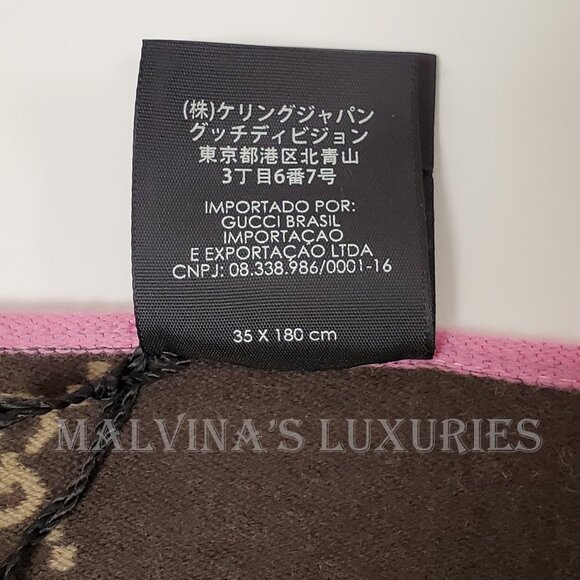 (株)ケリングジャパン
グッチディビジョン
東京都港区北青山
3丁目6番7号
IMPORTADO POR:
GUCCI BRASIL
IMPORTAÇAO
E EXPORTAÇAO LTDA
CNPJ: 08.338.986/0001-16
35 X 180 cm
MALVINA'S LUXURIES